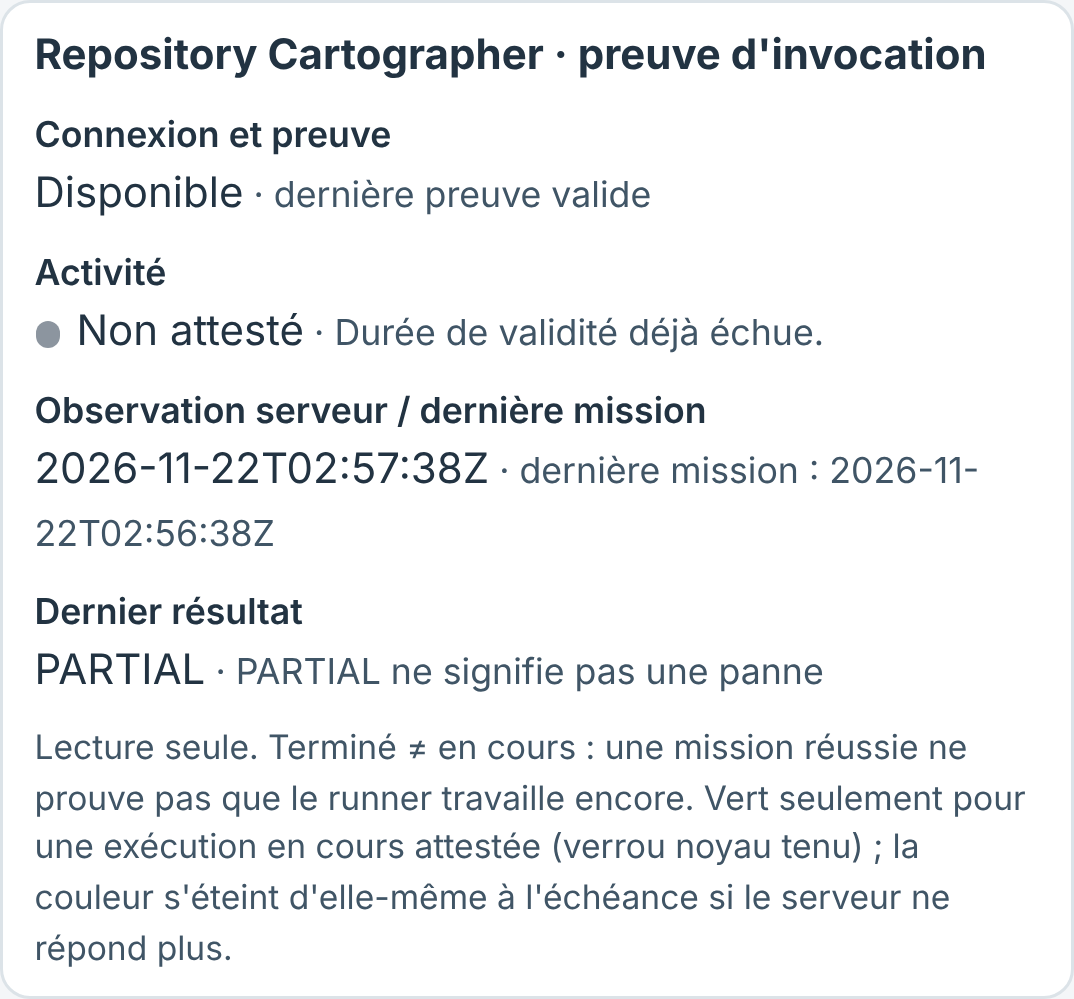 Repository Cartographer · preuve d'invocation
Connexion et preuve
Disponible · dernière preuve valide
Activité
Non attesté · Durée de validité déjà échue.
Observation serveur / dernière mission
2026-11-22T02:57:38Z · dernière mission : 2026-11-
22T02:56:38Z
Dernier résultat
PARTIAL · PARTIAL ne signifie pas une panne
Lecture seule. Terminé ≠ en cours : une mission réussie ne
prouve pas que le runner travaille encore. Vert seulement pour
une exécution en cours attestée (verrou noyau tenu) ; la
couleur s'éteint d'elle-même à l'échéance si le serveur ne
répond plus.